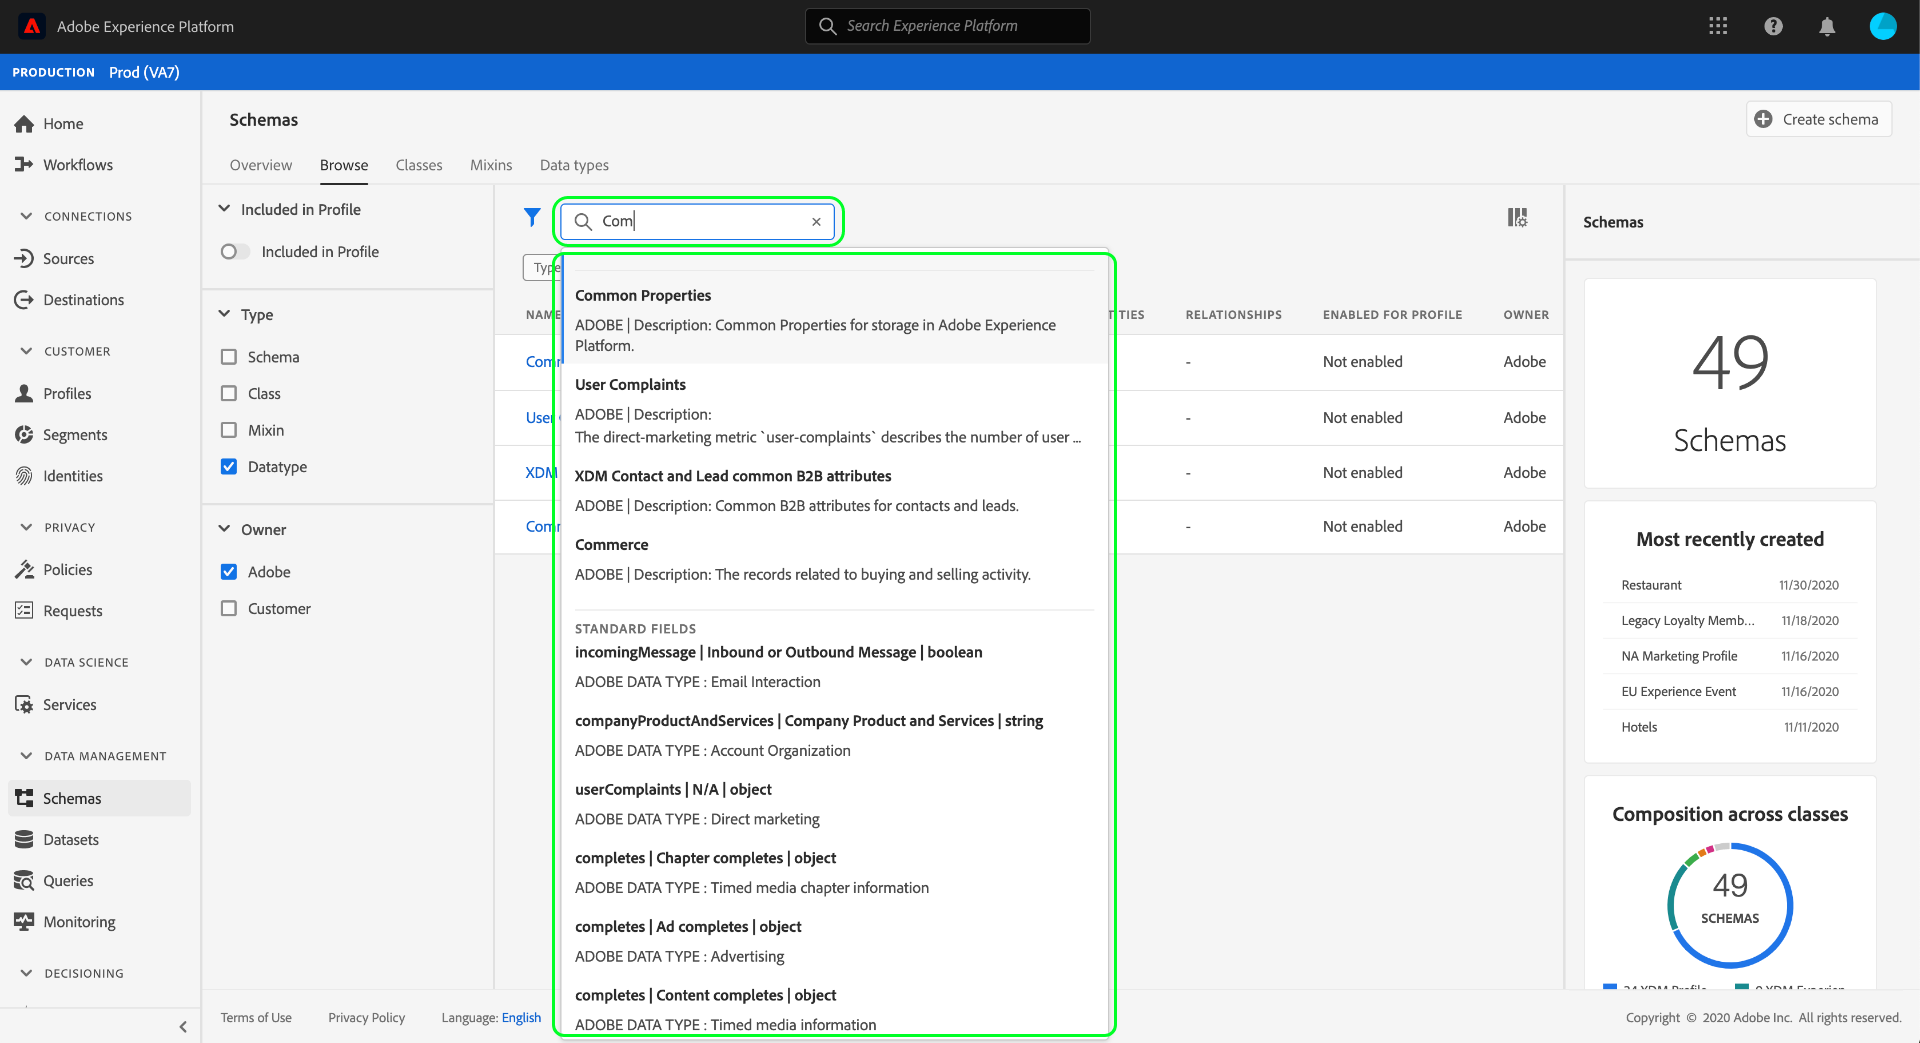 Adobe Experience Platform
Search Experience Platform
PRODUCTION Prod (VA7)
Home
Workflows
CONNECTIONS
Sources
Destinations
CUSTOMER
Profiles
Segments
Identities
PRIVACY
Policies
Requests
DATA SCIENCE
Services
DATA MANAGEMENT
Schemas
Datasets
Queries
Monitoring
DECISIONING
Schemas
Create schema
Overview Browse Classes Mixins Data types
Included in Profile
Included in Profile
Type
Schema
Class
Mixin
Datatype
Owner
Adobe
Customer
Com
Type
NAME
RELATIONSHIPS ENABLED FOR PROFILE OWNER
- Not enabled Adobe
User
- Not enabled Adobe
XDM
- Not enabled Adobe
- Not enabled Adobe
Common Properties
ADOBE | Description: Common Properties for storage in Adobe Experience
Platform.
User Complaints
ADOBE | Description:
The direct-marketing metric `user-complaints` describes the number of user ...
XDM Contact and Lead common B2B attributes
ADOBE | Description: Common B2B attributes for contacts and leads.
Commerce
ADOBE | Description: The records related to buying and selling activity.
STANDARD FIELDS
incomingMessage | Inbound or Outbound Message | boolean
ADOBE DATA TYPE : Email Interaction
companyProductAndServices | Company Product and Services | string
ADOBE DATA TYPE : Account Organization
userComplaints | N/A | object
ADOBE DATA TYPE : Direct marketing
completes | Chapter completes | object
ADOBE DATA TYPE : Timed media chapter information
completes | Ad completes | object
ADOBE DATA TYPE : Advertising
completes | Content completes | object
ADOBE DATA TYPE : Timed media information
Schemas
49
Schemas
Most recently created
Restaurant 11/30/2020
Legacy Loyalty Memb... 11/18/2020
NA Marketing Profile 11/16/2020
EU Experience Event 11/16/2020
Hotels 11/11/2020
Composition across classes
49
SCHEMAS
Terms of Use Privacy Policy Language: English
Copyright © 2020 Adobe Inc. All rights reserved.